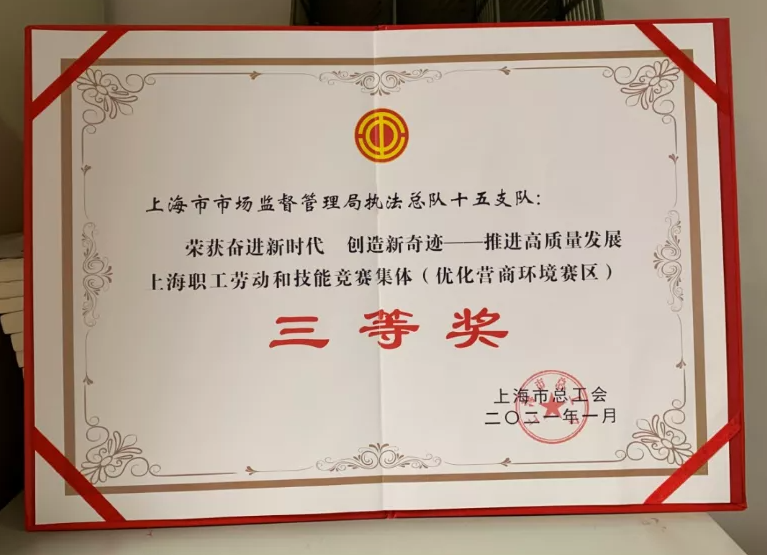 上海市市场监督管理局执法总队十五支队：
荣获奋进新时代 创造新奇迹——推进高质量发展
上海职工劳动和技能竞赛集体（优化营商环境赛区）
三等奖
上海市总工会
二〇二一年一月